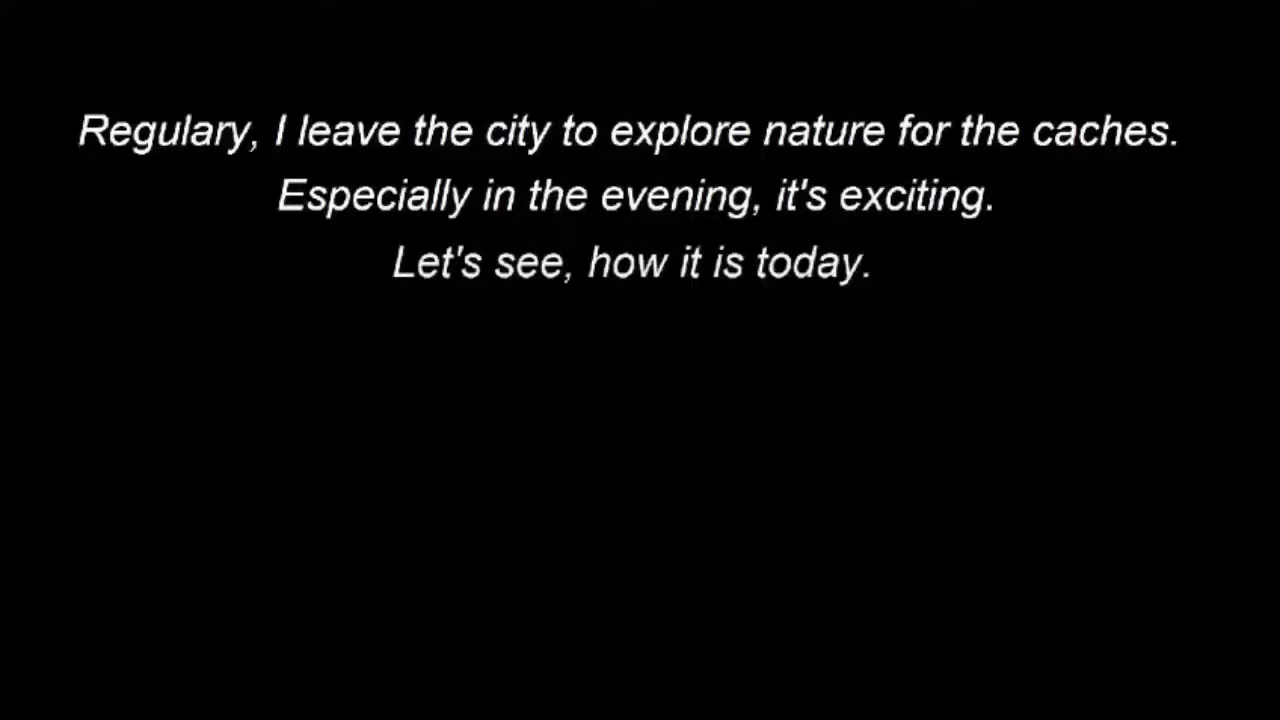 Regulary, I leave the city to explore nature for the caches.
Especially in the evening, it's exciting.
Let's see, how it is today.